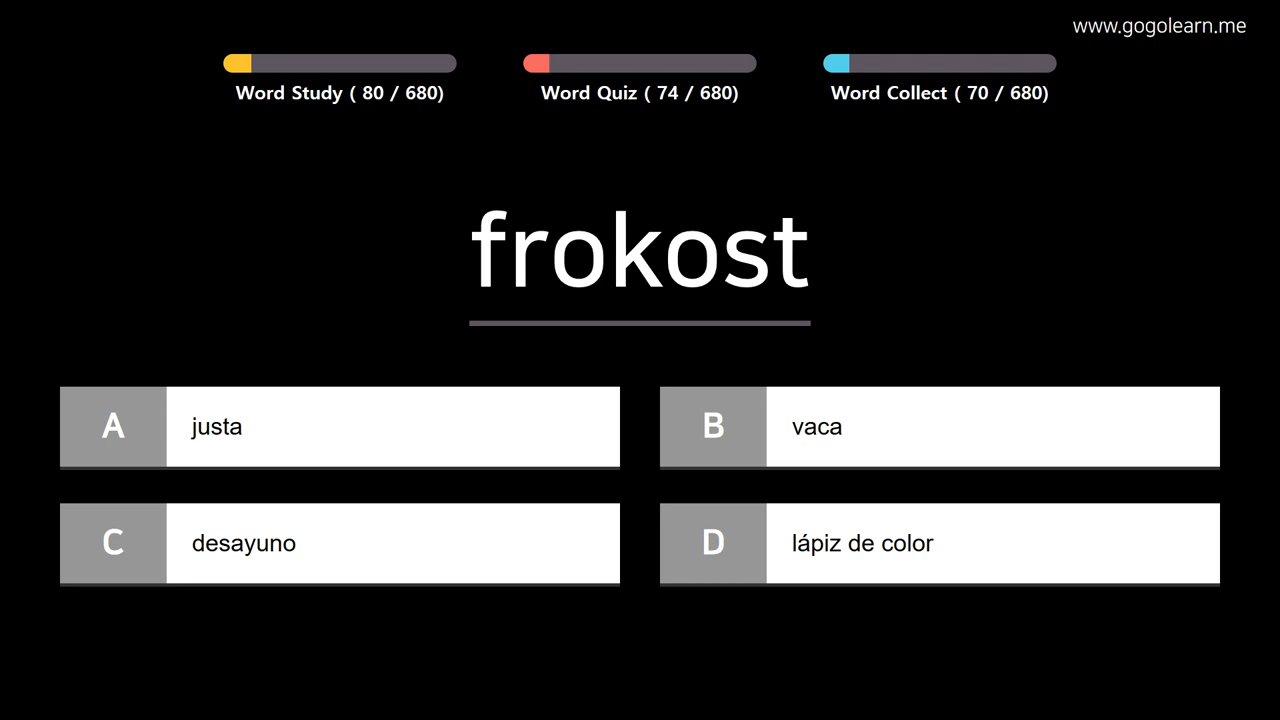 www.gogolearn.me
Word Study ( 80 / 680)
Word Quiz ( 74 / 680)
Word Collect ( 70 / 680)
frokost
A justa
B vaca
C desayuno
D lápiz de color